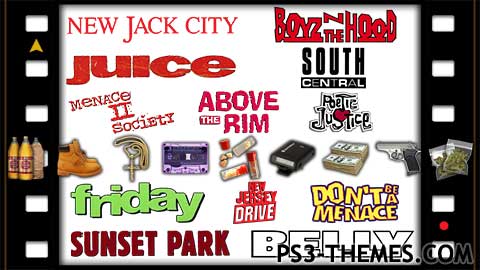 NEW JACK CITY
BOYZ N THE HOOD
juice
SOUTH
CENTRAL
MENACE
II
SOCIETY
ABOVE
THE RIM
Poetic
Justice
friday
NEW
JERSEY
DRIVE
DON'T BE A
MENACE
SUNSET PARK
BELLY
PS3-THEMES.COM